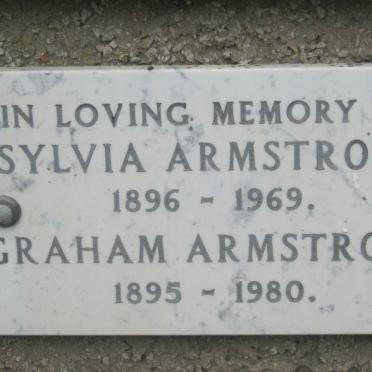 IN LOVING MEMORY
SYLVIA ARMSTRO
1896 - 1969.
GRAHAM ARMSTRO
1895 - 1980.